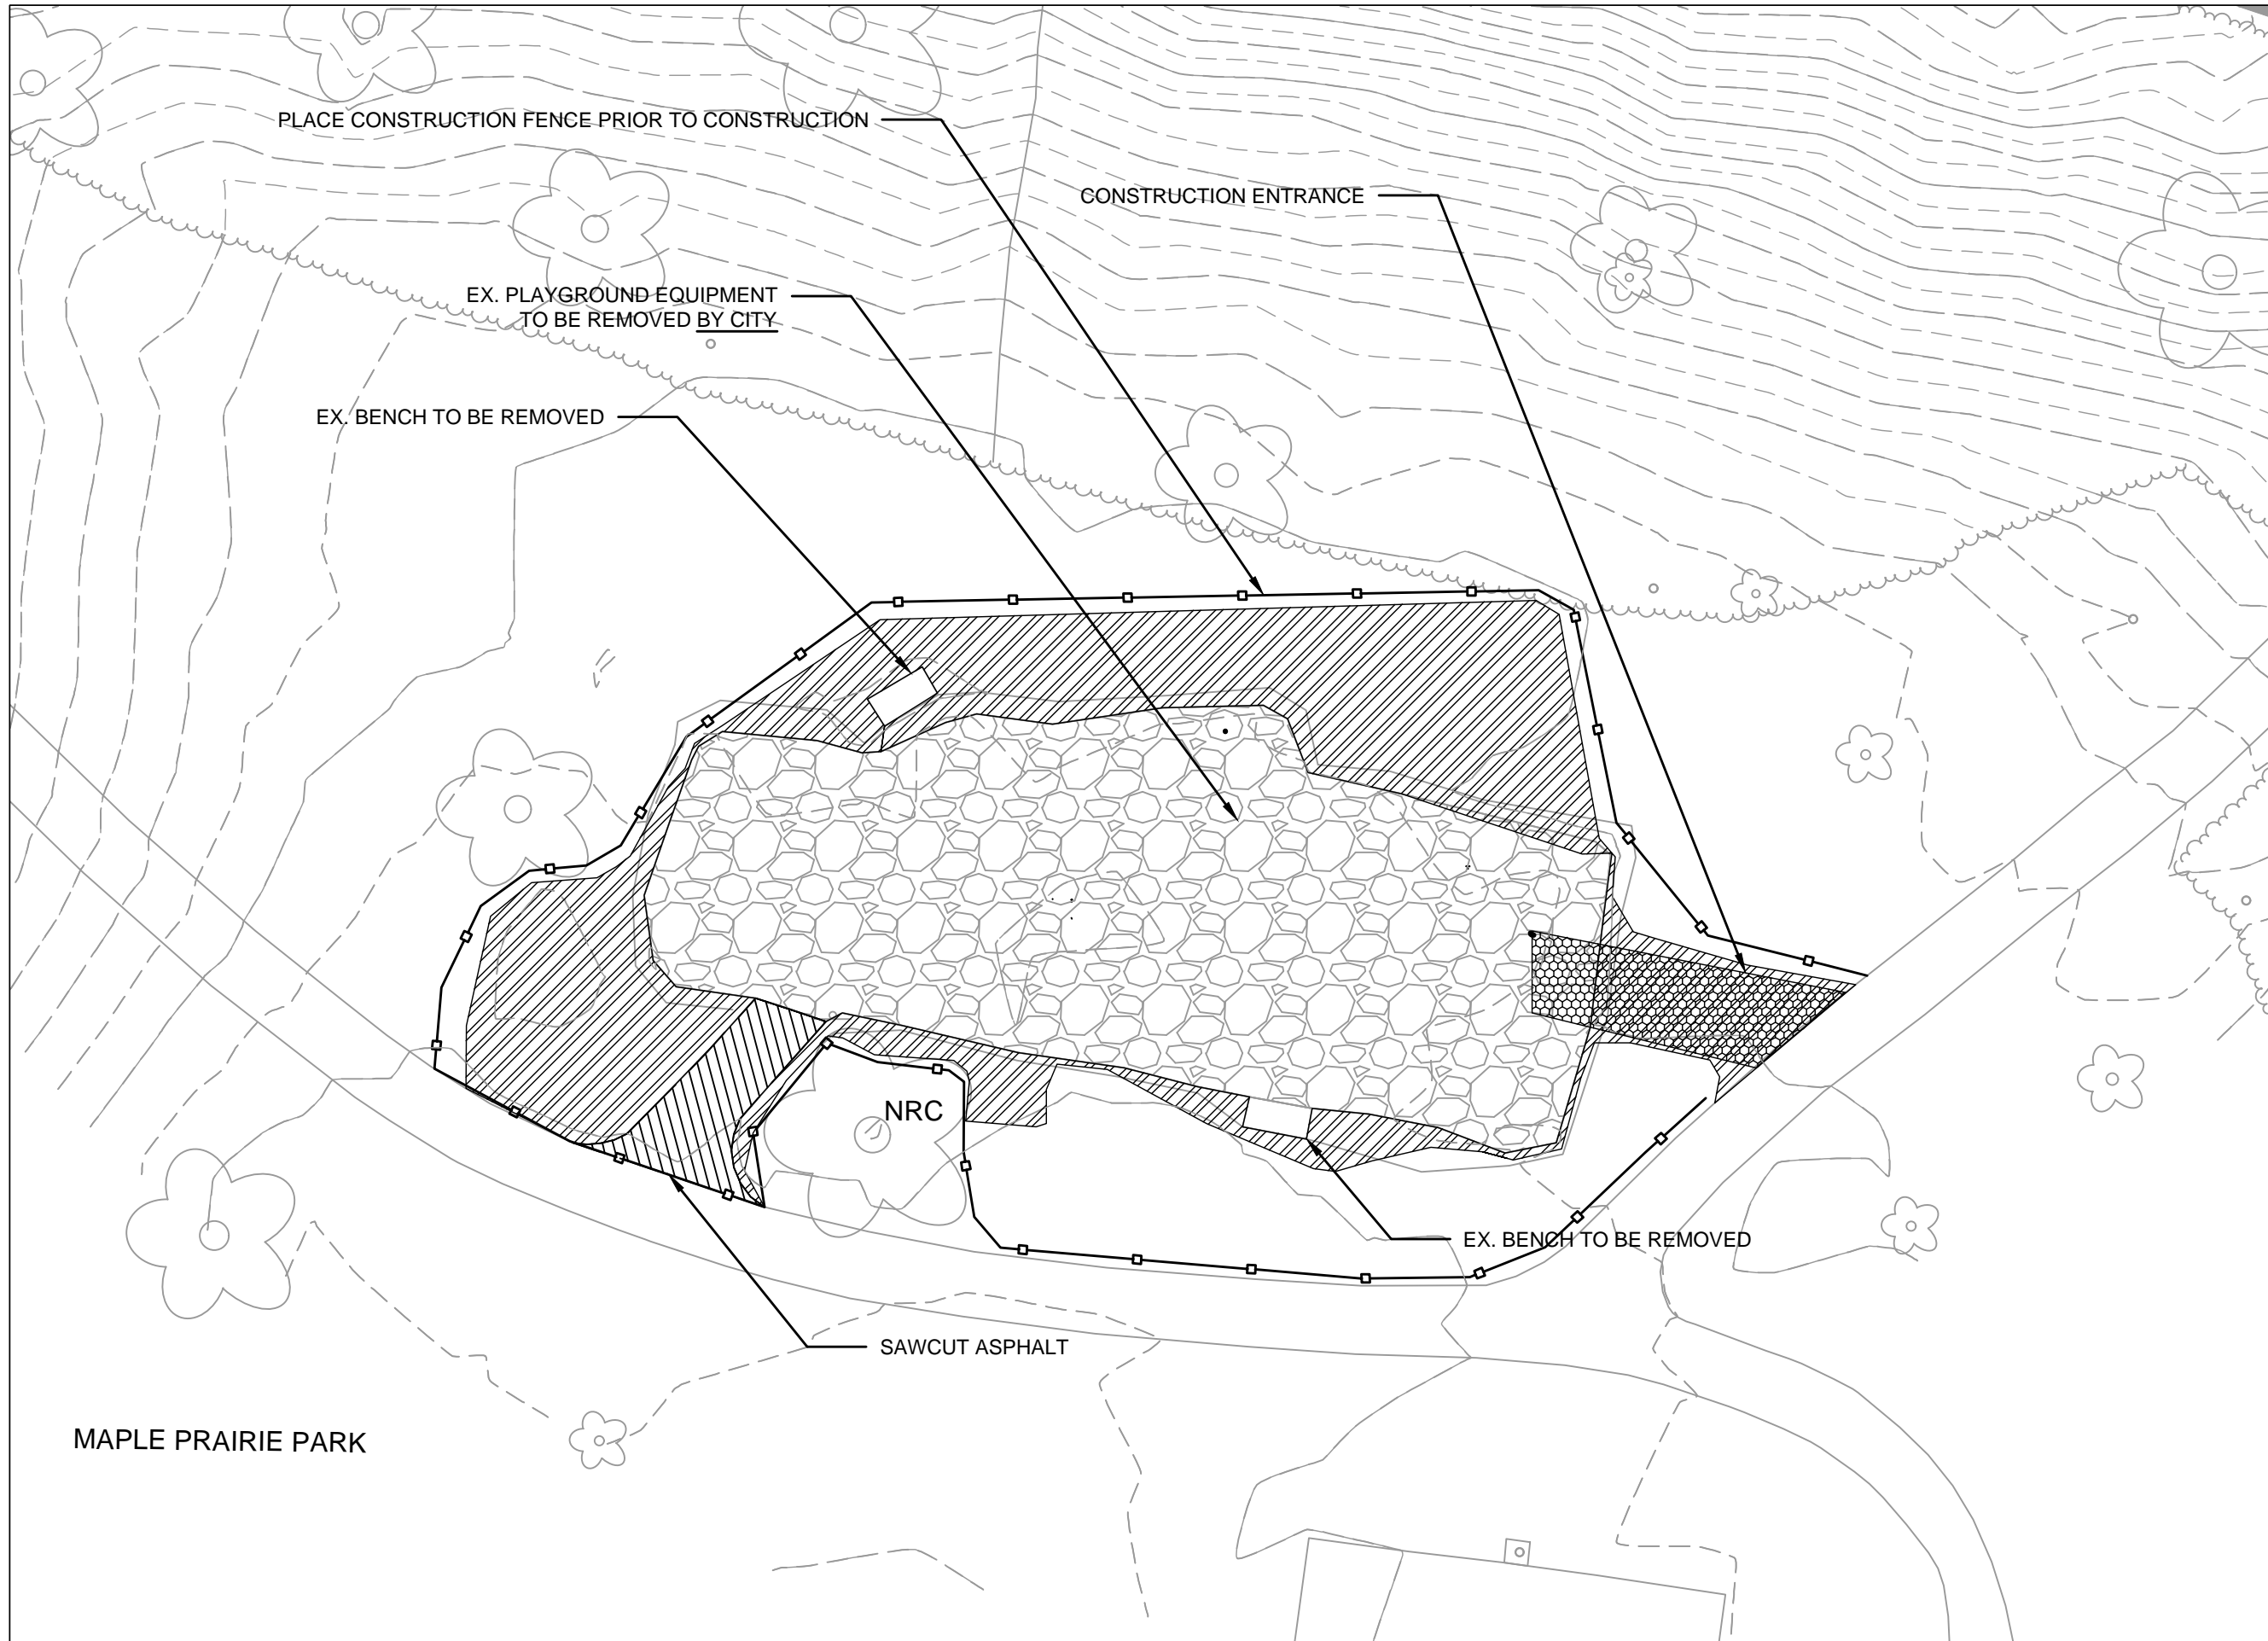 PLACE CONSTRUCTION FENCE PRIOR TO CONSTRUCTION
CONSTRUCTION ENTRANCE
EX. PLAYGROUND EQUIPMENT
TO BE REMOVED BY CITY
EX. BENCH TO BE REMOVED
NRC
EX. BENCH TO BE REMOVED
SAWCUT ASPHALT
MAPLE PRAIRIE PARK